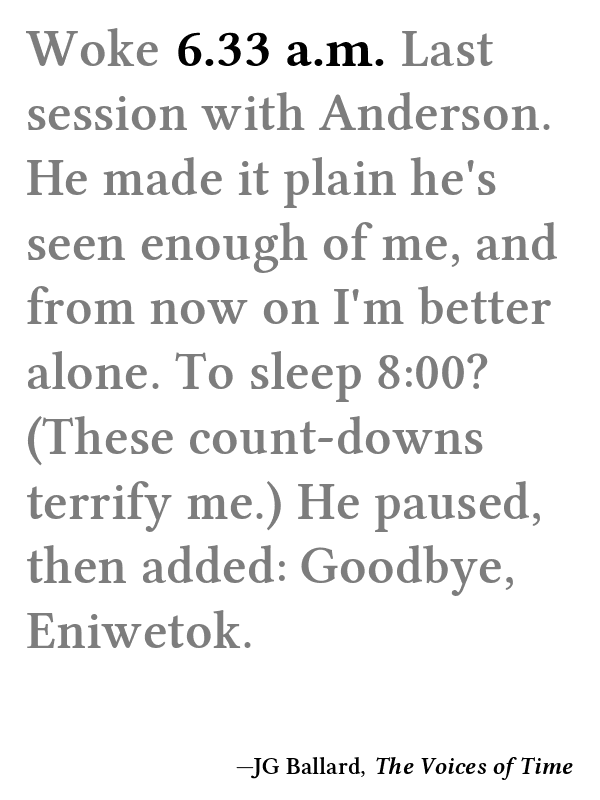 Woke 6.33 a.m. Last
session with Anderson.
He made it plain he's
seen enough of me, and
from now on I'm better
alone. To sleep 8:00?
(These count-downs
terrify me.) He paused,
then added: Goodbye,
Eniwetok.
—JG Ballard, The Voices of Time